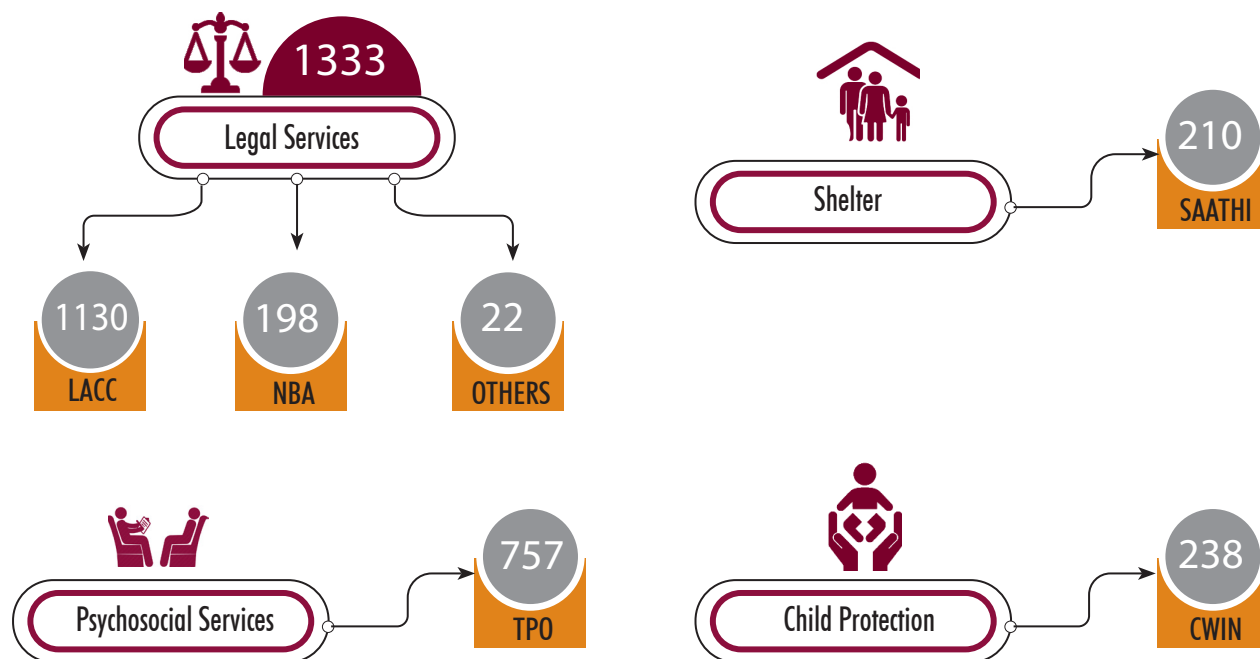 1333
Legal Services
1130
LACC
198
NBA
22
OTHERS
Shelter
210
SAATHI
Psychosocial Services
757
TPO
Child Protection
238
CWIN